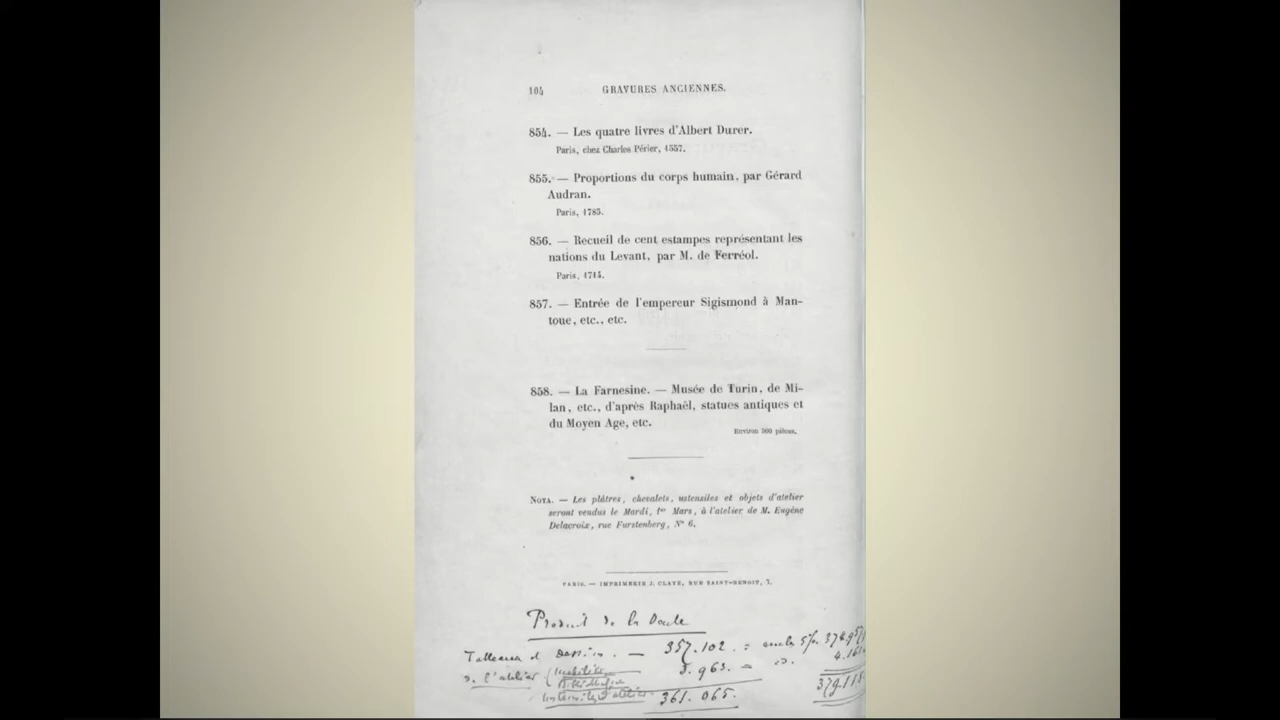 104 GRAVURES ANCIENNES.
854. — Les quatre livres d'Albert Durer.
Paris, chez Charles Périer, 1557.
855. — Proportions du corps humain, par Gérard
Audran.
Paris, 1785.
856. — Recueil de cent estampes représentant les
nations du Levant, par M. de Ferréol.
Paris, 1714.
857. — Entrée de l'empereur Sigismond à Man-
toue, etc., etc.
858. — La Farnesine. — Musée de Turin, de Mi-
lan, etc., d'après Raphaël, statues antiques et
du Moyen Age, etc.
Environ 300 pièces.
NOTA. — Les plâtres, chevalets, ustensiles et objets d'atelier
seront vendus le Mardi, 1er Mars, à l'atelier de M. Eugène
Delacroix, rue Furstenberg, N° 6.
PARIS. — IMPRIMERIE J. CLAYE, RUE SAINT-BENOIT, 7.
Produit de la
Tableaux et Dessins. — 357.102.
de l'atelier 3.963.
361.065.